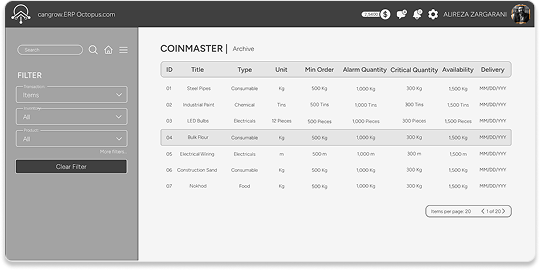 cangrow.ERP Octopus.com
ALIREZA ZARGARANI
Search
COINMASTER | Archive
FILTER
Transaction
Items
Inventory
All
Product
All
More filters
Clear Filter
ID Title Type Unit Min Order Alarm Quantity Critical Quantity Availability Delivery
01 Steel Pipes Consumable Kg 500 Kg 1,000 Kg 300 Kg 1,500 Kg MM/DD/YYY
02 Industrial Paint Chemical Tins 500 Tins 1,000 Tins 300 Tins 1,500 Tins MM/DD/YYY
03 LED Bulbs Electricals 12 Pieces 500 Pieces 1,000 Pieces 300 Pieces 1,500 Pieces MM/DD/YYY
04 Bulk Flour Consumable Kg 500 Kg 1,000 Kg 300 Kg 1,500 Kg MM/DD/YYY
05 Electrical Wiring Electricals m 500 m 1,000 m 300 m 1,500 m MM/DD/YYY
06 Construction Sand Consumable Kg 500 Kg 1,000 Kg 300 Kg 1,500 Kg MM/DD/YYY
07 Nokhod Food Kg 500 Kg 1,000 Kg 300 Kg 1,500 Kg MM/DD/YYY
Items per page: 20 1 of 20